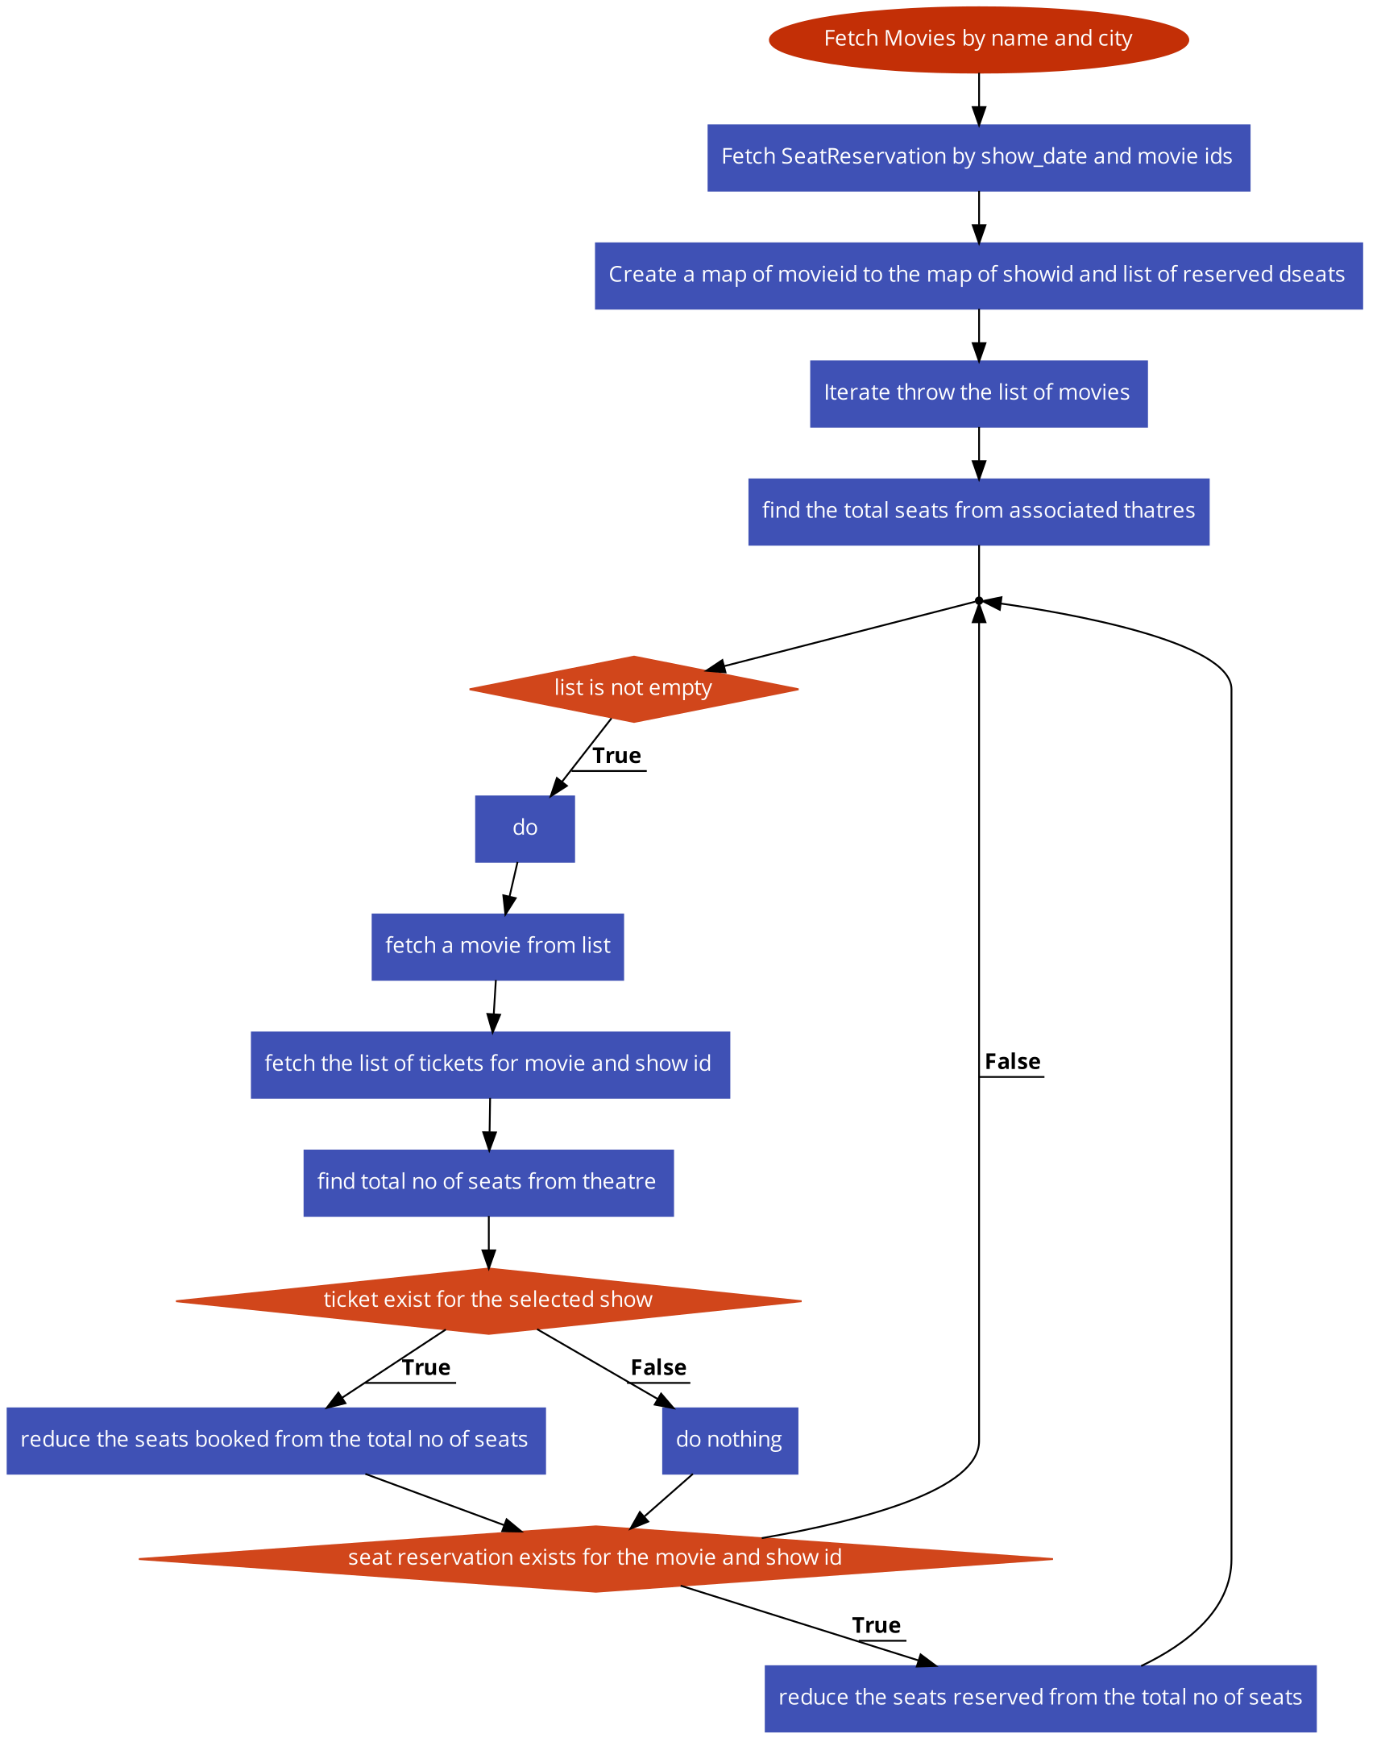 Fetch Movies by name and city
Fetch SeatReservation by show_date and movie ids
Create a map of movieid to the map of showid and list of reserved dseats
Iterate throw the list of movies
find the total seats from associated thatres
list is not empty
True
do
fetch a movie from list
fetch the list of tickets for movie and show id
False
find total no of seats from theatre
ticket exist for the selected show
True
False
reduce the seats booked from the total no of seats
do nothing
seat reservation exists for the movie and show id
True
reduce the seats reserved from the total no of seats